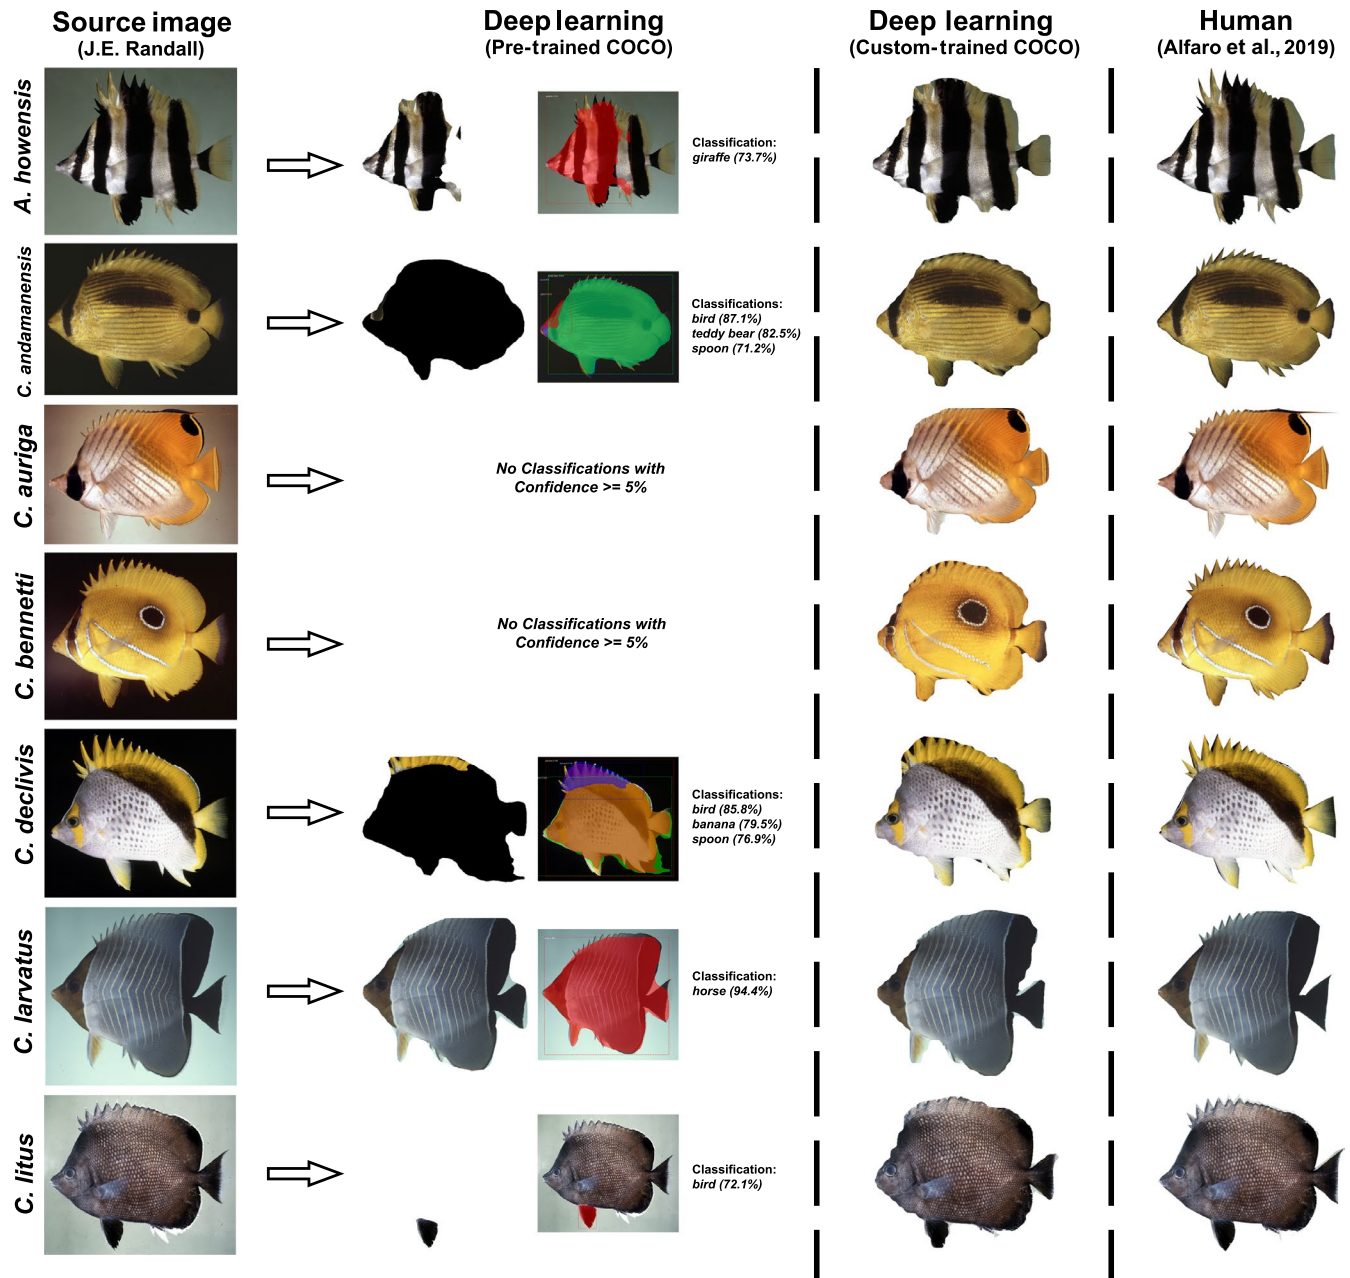 Source image
(J.E. Randall)
Deep learning
(Pre-trained COCO)
Deep learning
(Custom-trained COCO)
Human
(Alfaro et al., 2019)
A. howensis
Classification:
giraffe (73.7%)
C. andamanensis
Classifications:
bird (87.1%)
teddy bear (82.5%)
spoon (71.2%)
C. auriga
No Classifications with
Confidence >= 5%
C. bennetti
No Classifications with
Confidence >= 5%
C. declivis
Classifications:
bird (85.8%)
banana (79.5%)
spoon (76.9%)
C. larvatus
Classification:
horse (94.4%)
C. litus
Classification:
bird (72.1%)